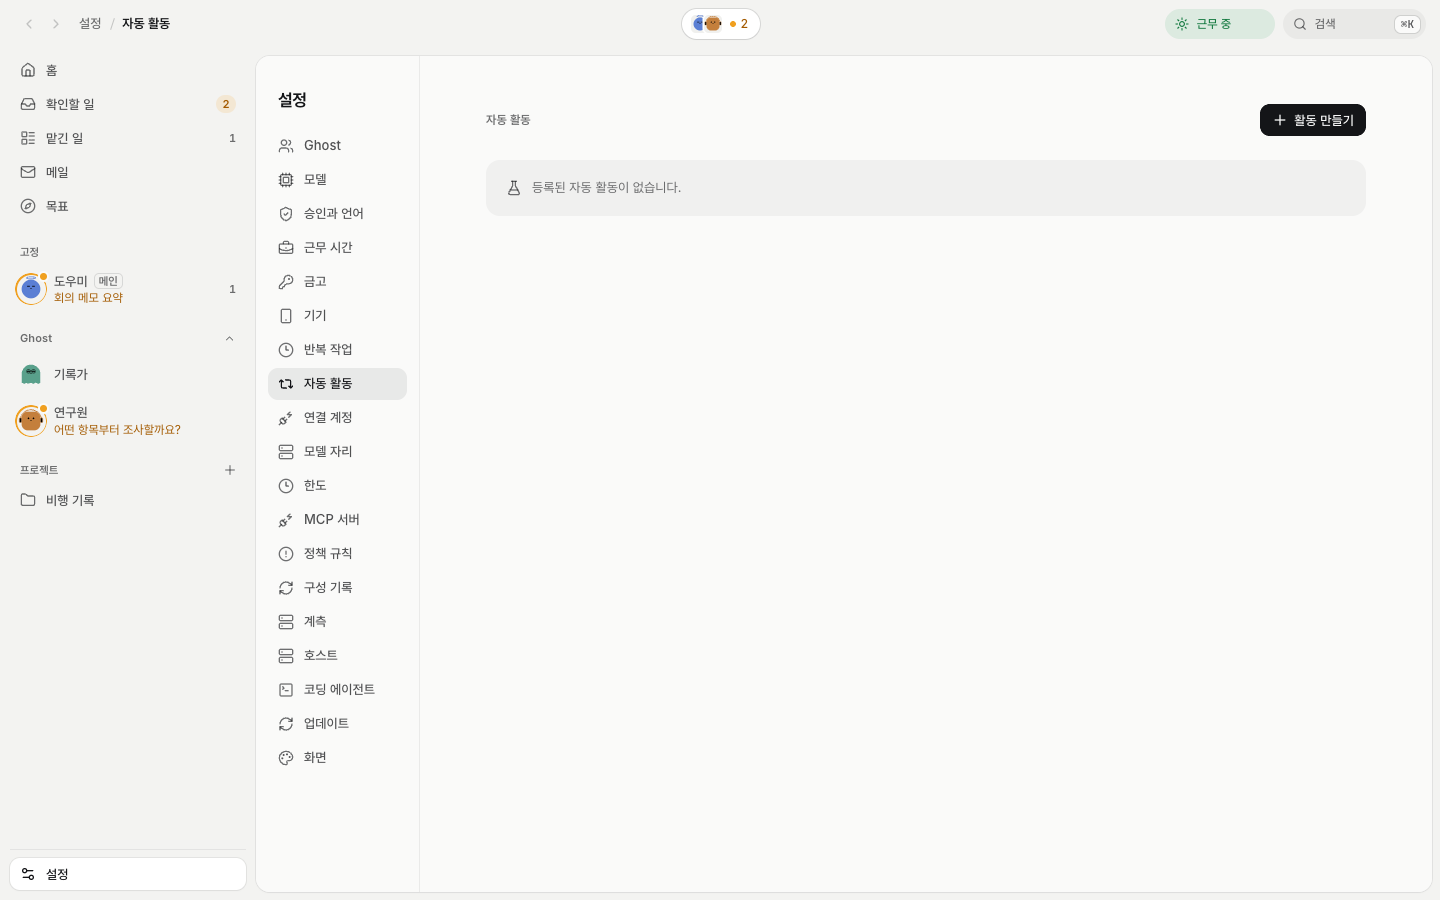 설정 / 자동 활동
2
근무 중
검색 ⌘K
홈
확인할 일 2
맡긴 일 1
메일
목표
고정
도우미 메인
회의 메모 요약
1
Ghost
기록가
연구원
어떤 항목부터 조사할까요?
프로젝트
비행 기록
설정
설정
Ghost
모델
승인과 언어
근무 시간
금고
기기
반복 작업
자동 활동
연결 계정
모델 자리
한도
MCP 서버
정책 규칙
구성 기록
계측
호스트
코딩 에이전트
업데이트
화면
자동 활동
활동 만들기
등록된 자동 활동이 없습니다.